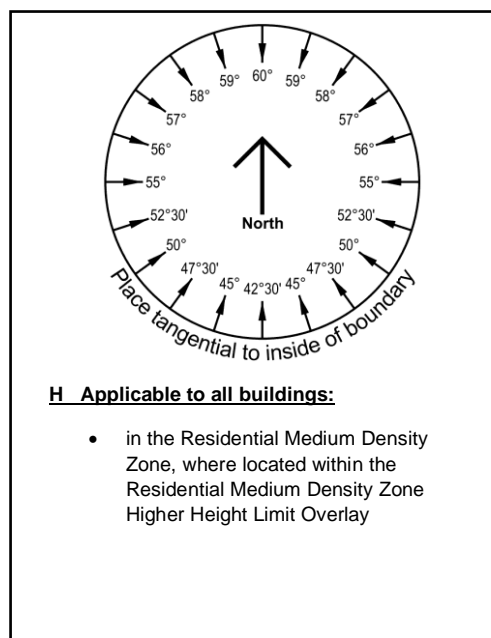 60°
59° 59°
58° 58°
57° 57°
56° 56°
55° 55°
52°30' 52°30'
North
50° 50°
47°30' 47°30'
45° 42°30' 45°
Place tangential to inside of boundary
H Applicable to all buildings:
• in the Residential Medium Density
Zone, where located within the
Residential Medium Density Zone
Higher Height Limit Overlay